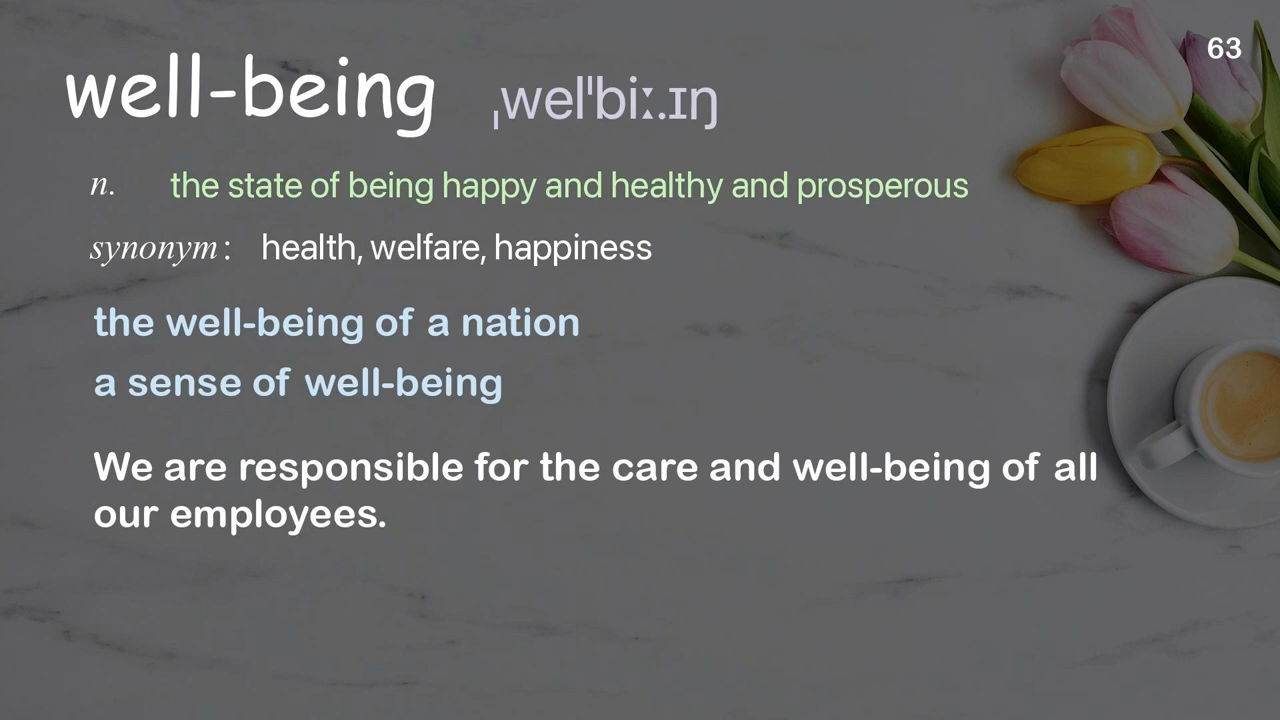 63
well-being ˌwelˈbiː.ɪŋ
n. the state of being happy and healthy and prosperous
synonym: health, welfare, happiness
the well-being of a nation
a sense of well-being
We are responsible for the care and well-being of all
our employees.